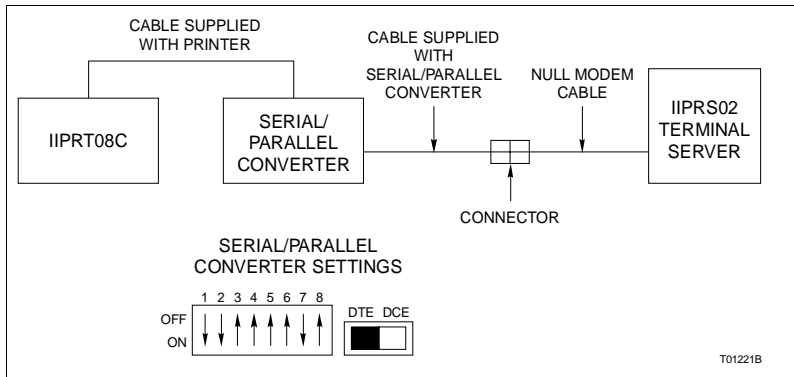 CABLE SUPPLIED
WITH PRINTER
CABLE SUPPLIED
WITH
SERIAL/PARALLEL
CONVERTER
NULL MODEM
CABLE
IIPRT08C
SERIAL/
PARALLEL
CONVERTER
IIPRS02
TERMINAL
SERVER
CONNECTOR
SERIAL/PARALLEL
CONVERTER SETTINGS
1 2 3 4 5 6 7 8
OFF
ON
DTE DCE
T01221B